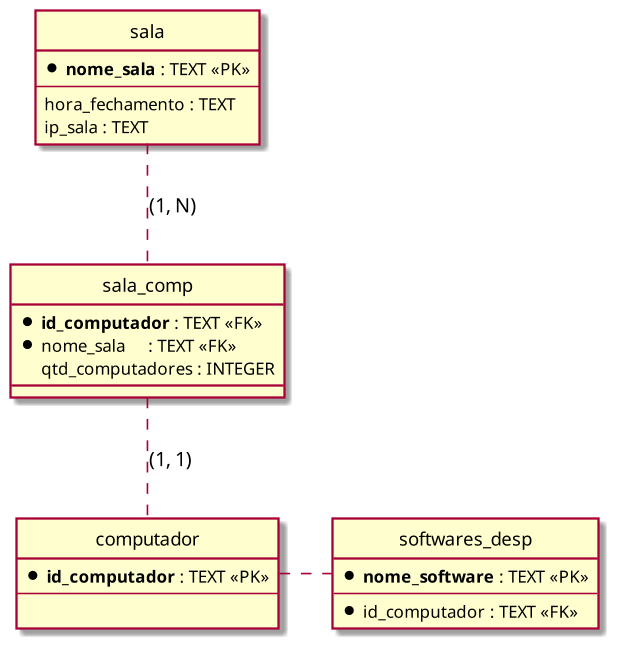 sala
nome_sala : TEXT «PK»
hora_fechamento : TEXT
ip_sala : TEXT
(1, N)
sala_comp
id_computador : TEXT «FK»
nome_sala     : TEXT «FK»
qtd_computadores : INTEGER
(1, 1)
computador
id_computador : TEXT «PK»
softwares_desp
nome_software : TEXT «PK»
id_computador : TEXT «FK»